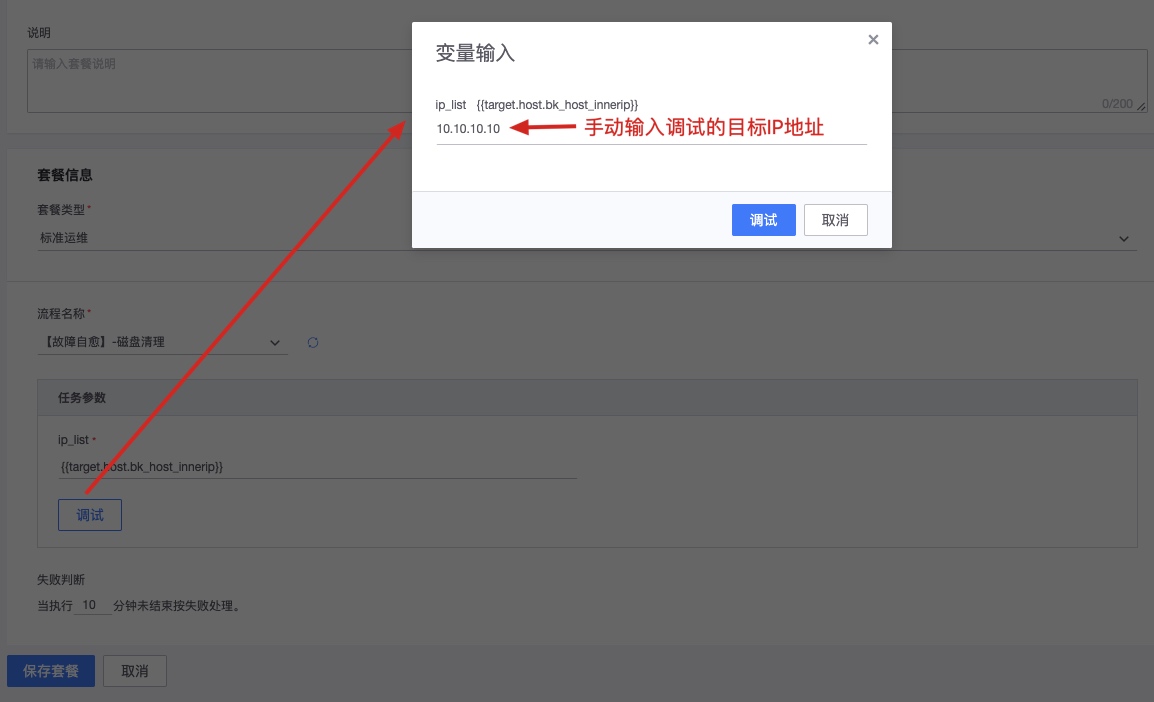 说明
请输入套餐说明
0/200
变量输入
ip_list {{target.host.bk_host_innerip}}
10.10.10.10 手动输入调试的目标IP地址
调试 取消
套餐信息
套餐类型*
标准运维
流程名称*
【故障自愈】-磁盘清理
任务参数
ip_list *
{{target.host.bk_host_innerip}}
调试
失败判断
当执行 10 分钟未结束按失败处理。
保存套餐 取消